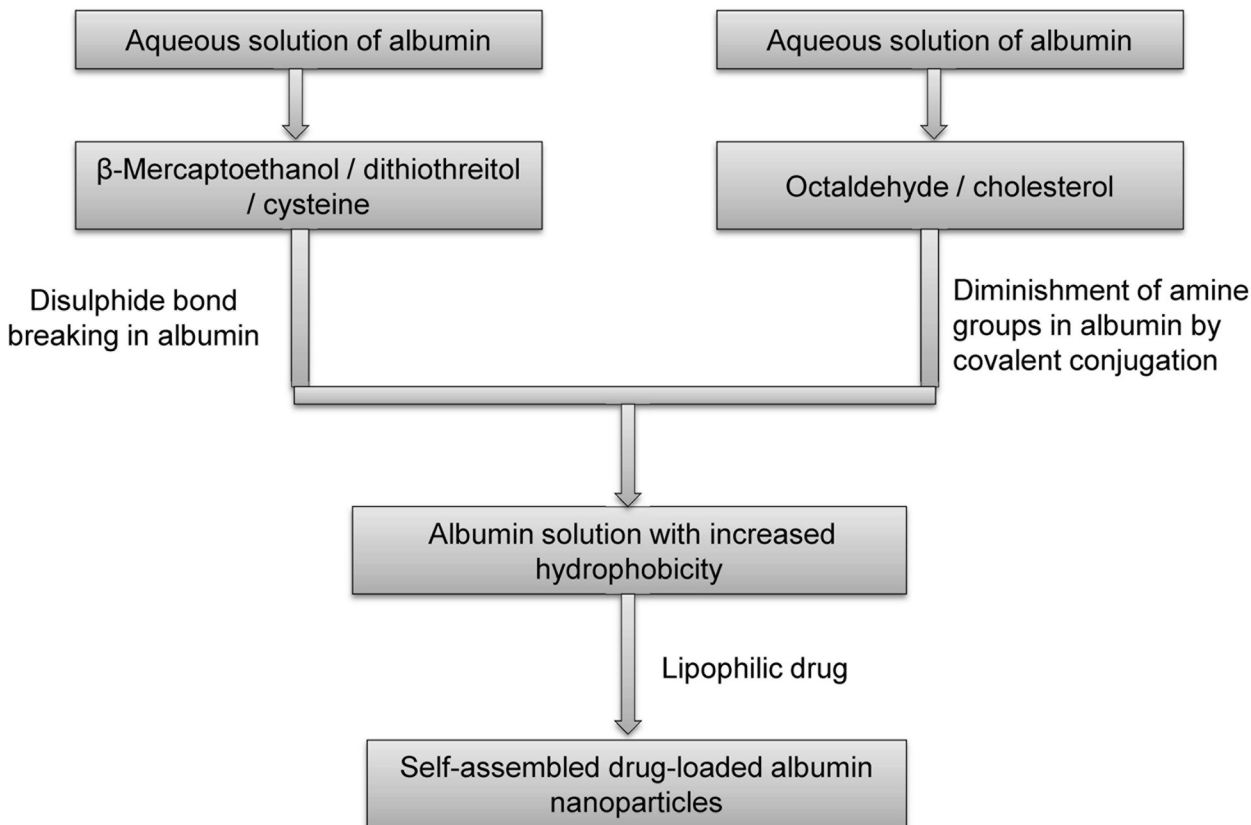 Aqueous solution of albumin
Aqueous solution of albumin
β-Mercaptoethanol / dithiothreitol
/ cysteine
Octaldehyde / cholesterol
Disulphide bond
breaking in albumin
Diminishment of amine
groups in albumin by
covalent conjugation
Albumin solution with increased
hydrophobicity
Lipophilic drug
Self-assembled drug-loaded albumin
nanoparticles